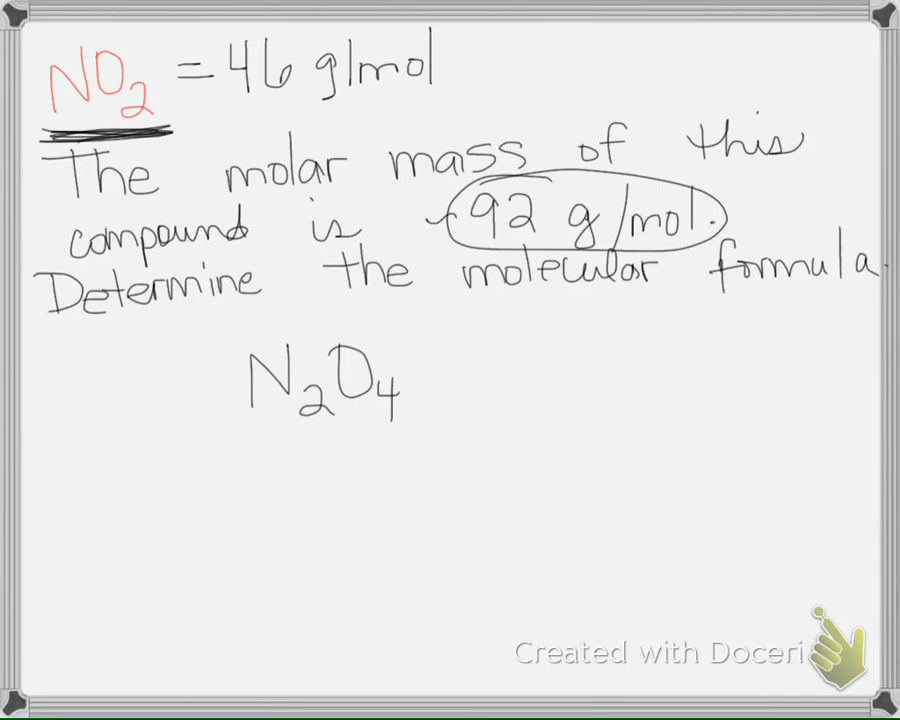 NO₂ = 46 g/mol
The molar mass of this
compound is 92 g/mol.
Determine the molecular formula.
N₂O₄
Created with Doceri